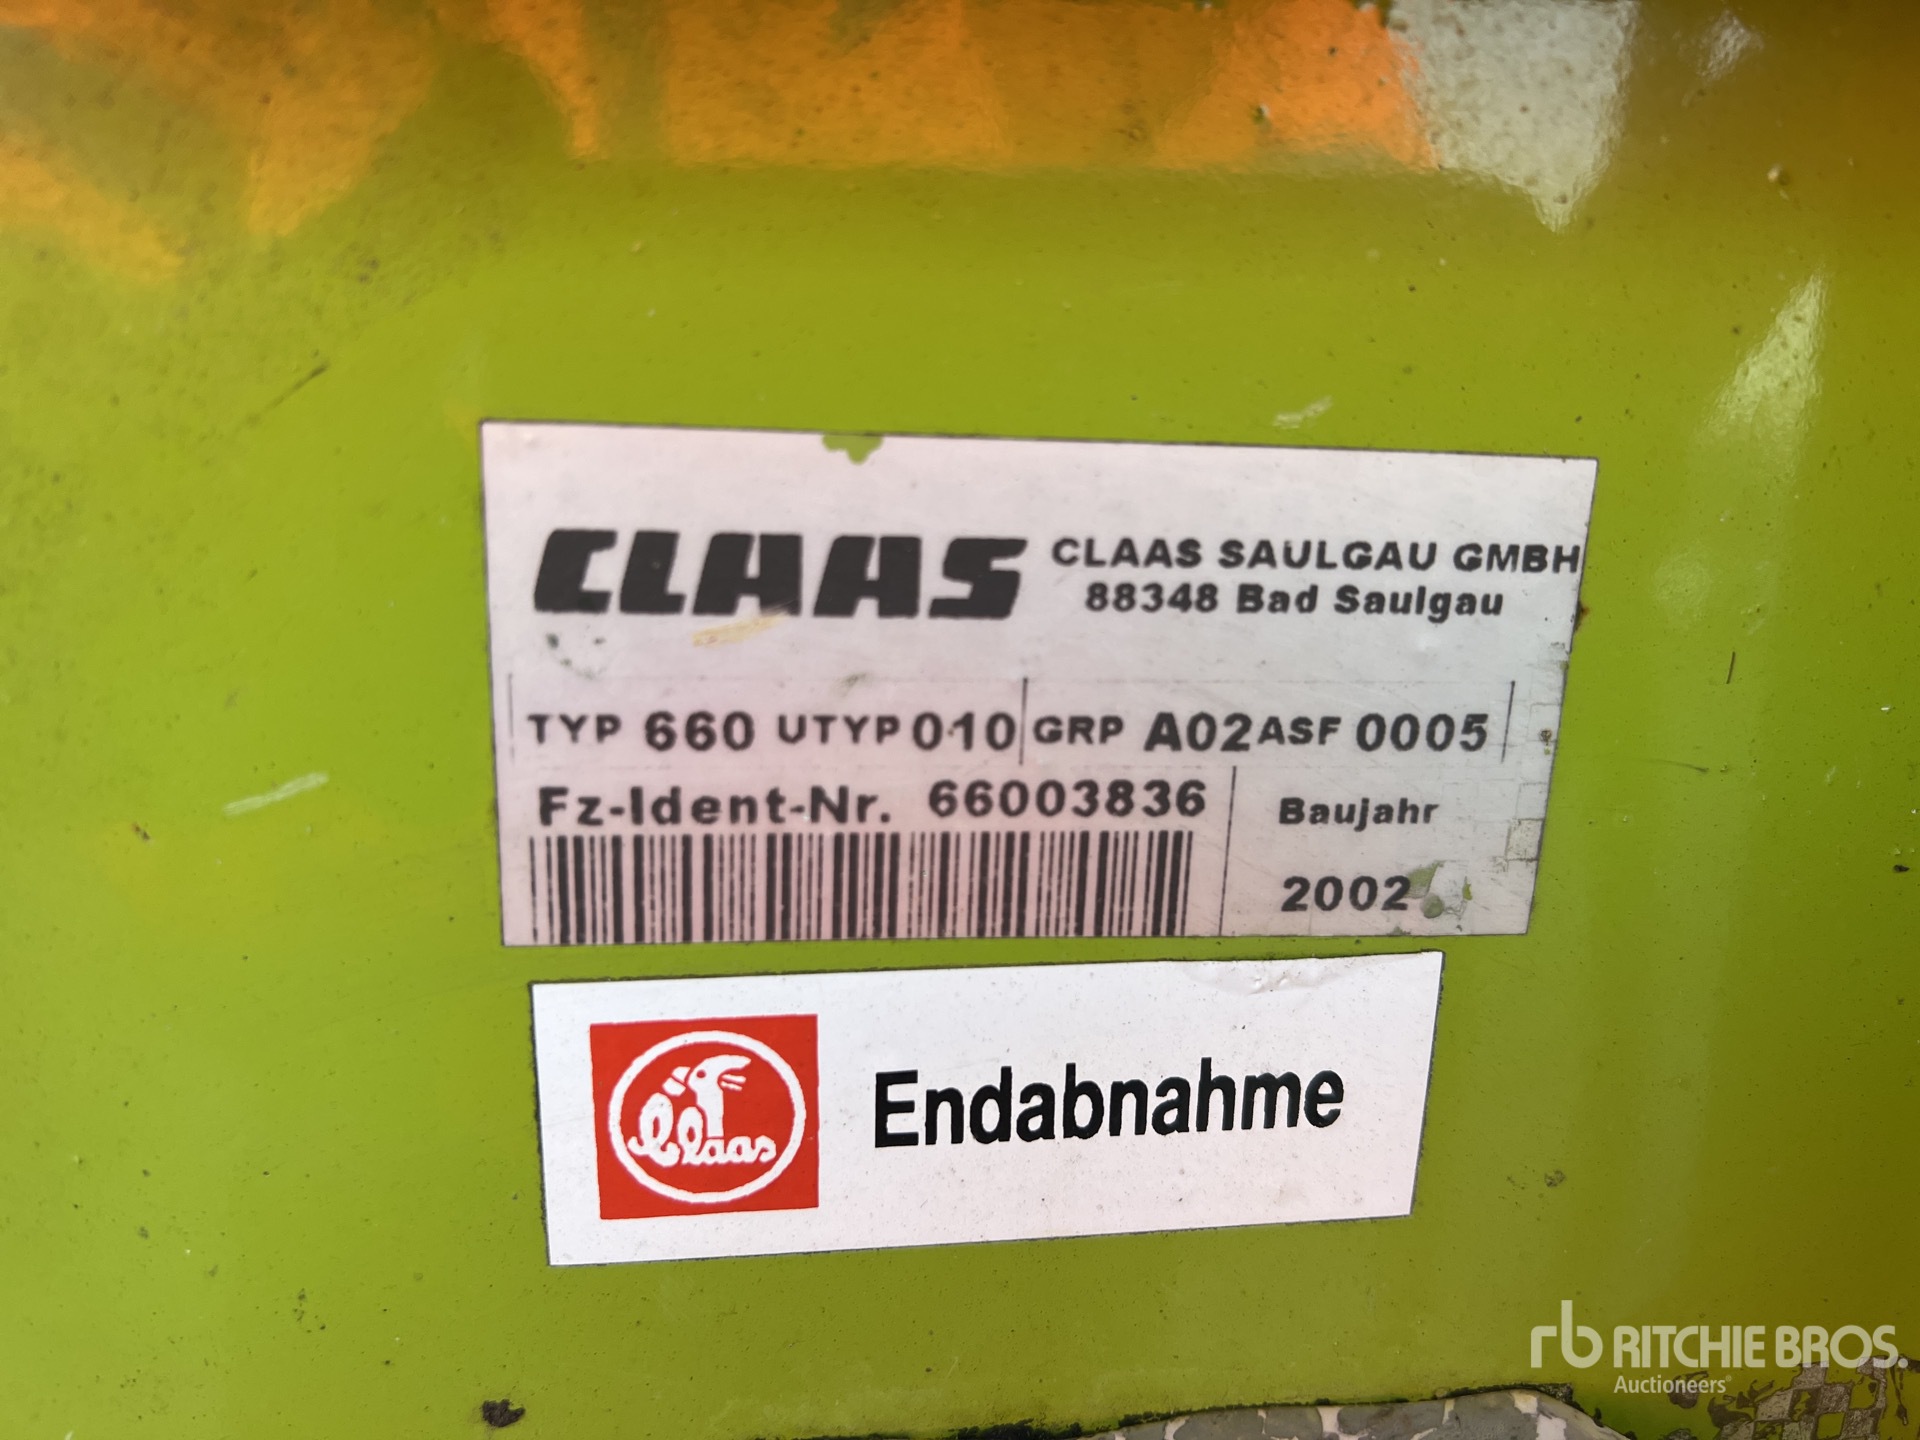 CLAAS
CLAAS SAULGAU GMBH
88348 Bad Saulgau
TYP 660 UTYP 010 GRP A02 ASF 0005
Fz-Ident-Nr. 66003836
Baujahr
2002
Claas
Endabnahme
rb RITCHIE BROS.
Auctioneers